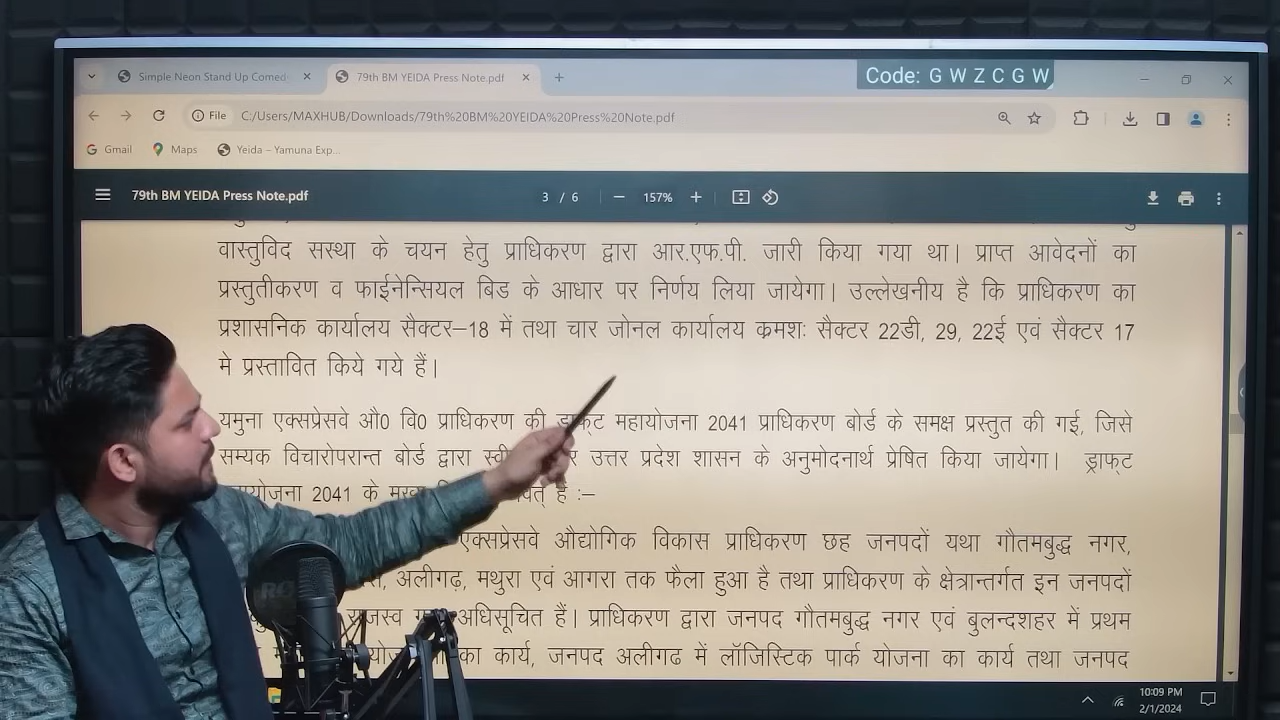 Simple Neon Stand Up Comed
79th BM YEIDA Press Note.pdf
Code: G W Z C G W
File
C:/Users/MAXHUB/Downloads/79th%20BM%20YEIDA%20Press%20Note.pdf
Gmail
Maps
Yeida – Yamuna Exp...
79th BM YEIDA Press Note.pdf
3 / 6
157%
वास्तुविद सस्था के चयन हेतु प्राधिकरण द्वारा आर.एफ.पी. जारी किया गया था। प्राप्त आवेदनों का
प्रस्तुतीकरण व फाईनेन्सियल बिड के आधार पर निर्णय लिया जायेगा। उल्लेखनीय है कि प्राधिकरण का
प्रशासनिक कार्यालय सैक्टर–18 में तथा चार जोनल कार्यालय क्रमशः सैक्टर 22डी, 29, 22ई एवं सैक्टर 17
मे प्रस्तावित किये गये हैं।
यमुना एक्सप्रेसवे औ0 वि0 प्राधिकरण की ड्राफ्ट महायोजना 2041 प्राधिकरण बोर्ड के समक्ष प्रस्तुत की गई, जिसे
सम्यक विचारोपरान्त बोर्ड द्वारा उत्तर प्रदेश शासन के अनुमोदनार्थ प्रेषित किया जायेगा। ड्राफ्ट
2041 के हैं :–
एक्सप्रेसवे औद्योगिक विकास प्राधिकरण छह जनपदों यथा गौतमबुद्ध नगर,
अलीगढ़, मथुरा एवं आगरा तक फैला हुआ है तथा प्राधिकरण के क्षेत्रान्तर्गत इन जनपदों
अधिसूचित हैं। प्राधिकरण द्वारा जनपद गौतमबुद्ध नगर एवं बुलन्दशहर में प्रथम
का कार्य, जनपद अलीगढ में लॉजिस्टिक पार्क योजना का कार्य तथा जनपद
10:09 PM
2/1/2024